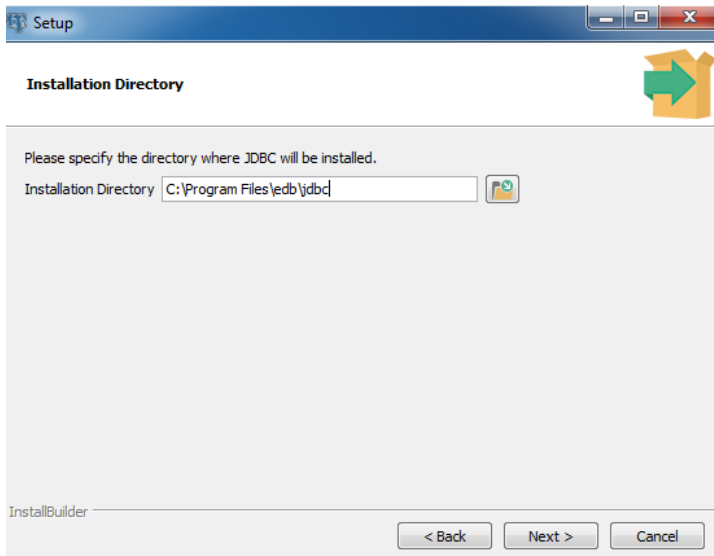 Setup
Installation Directory
Please specify the directory where JDBC will be installed.
Installation Directory C:\Program Files\edb\jdbc
InstallBuilder
< Back Next > Cancel